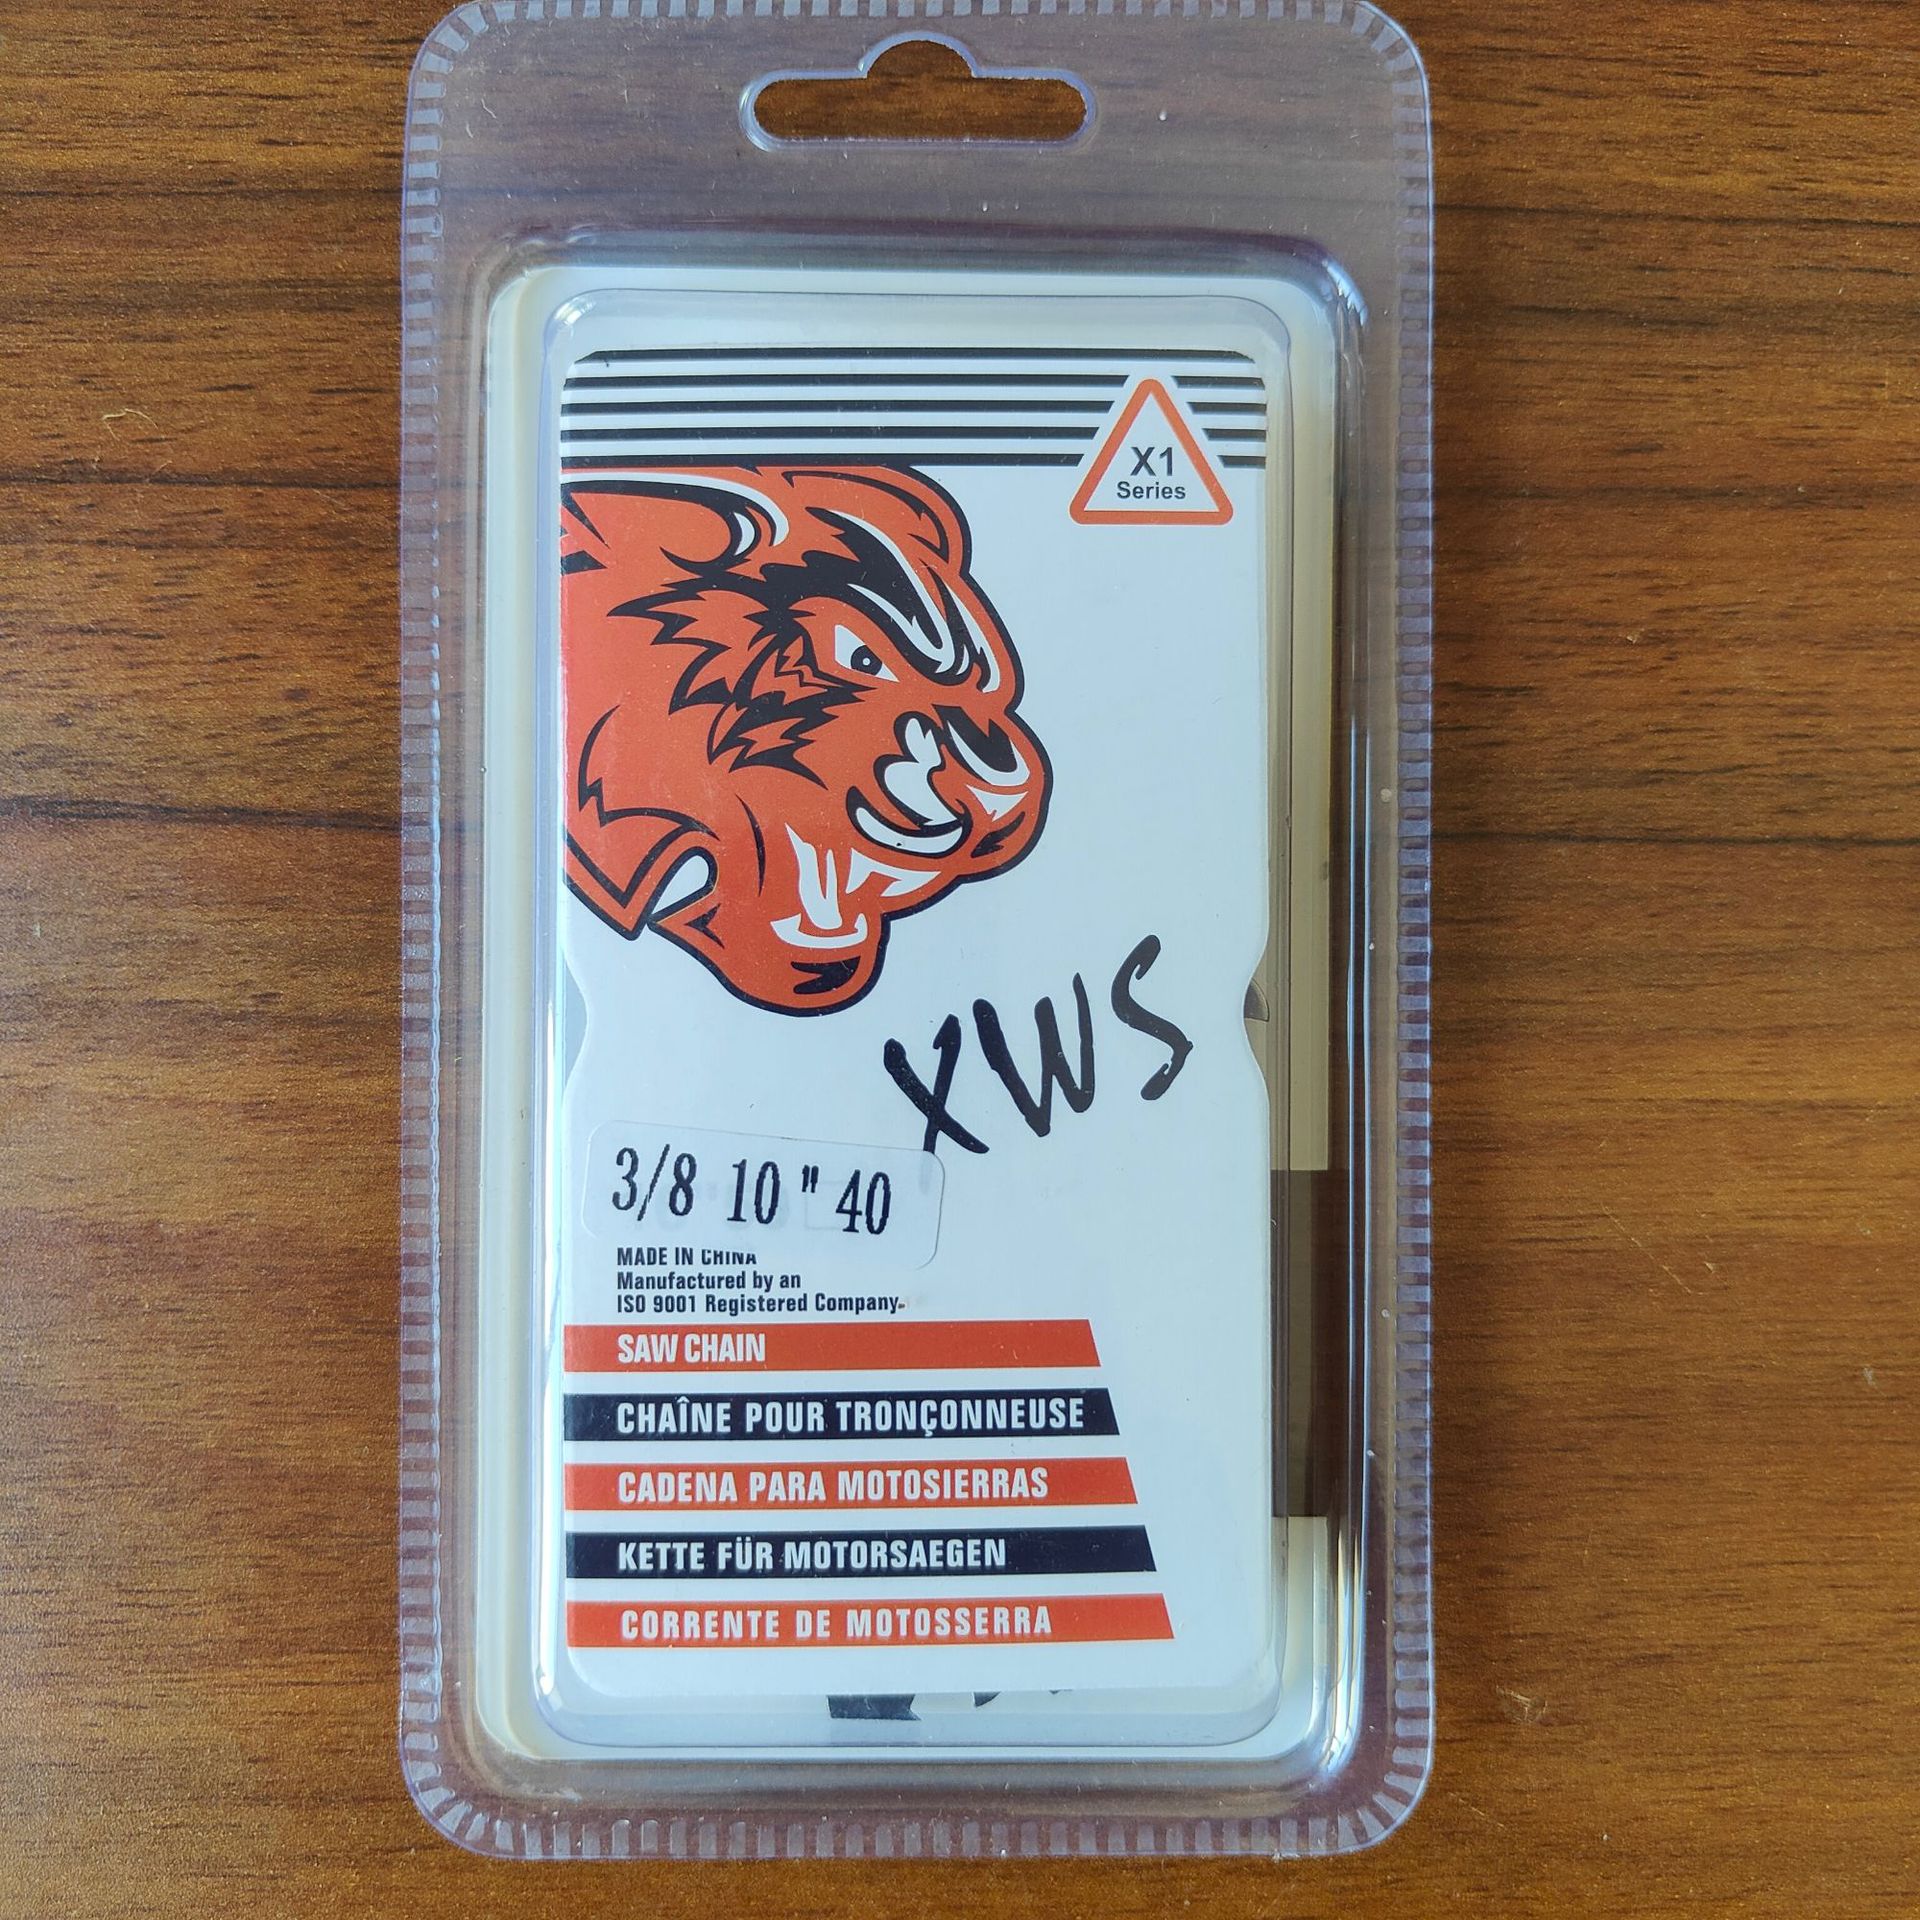 X1
Series
XWS
3/8 10 " 40
MADE IN CHINA
Manufactured by an
ISO 9001 Registered Company.
SAW CHAIN
CHAÎNE POUR TRONÇONNEUSE
CADENA PARA MOTOSIERRAS
KETTE FÜR MOTORSAEGEN
CORRENTE DE MOTOSSERRA